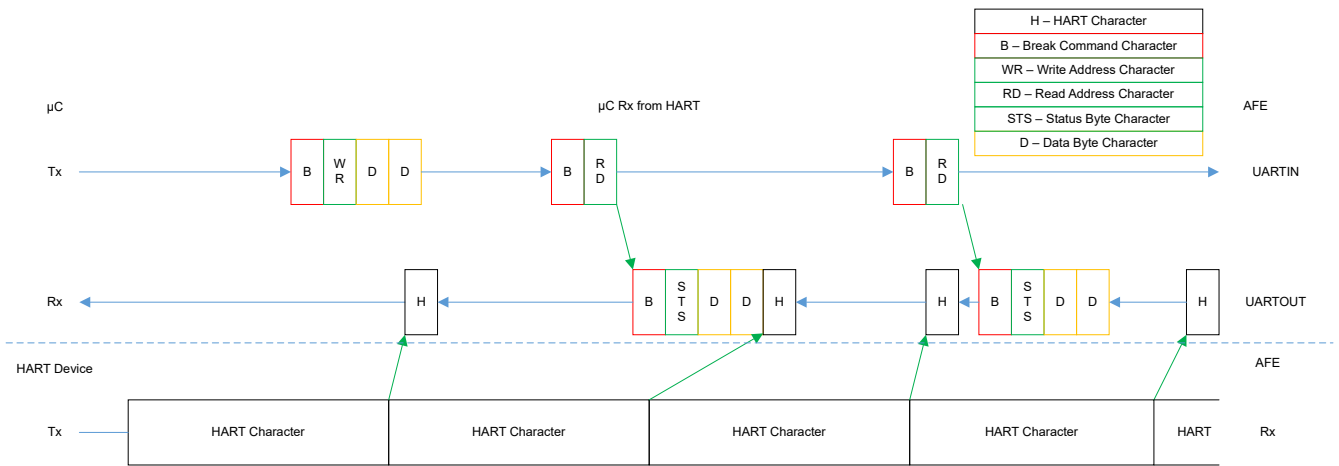 H – HART Character
B – Break Command Character
WR – Write Address Character
RD – Read Address Character
STS – Status Byte Character
D – Data Byte Character
µC
µC Rx from HART
AFE
Tx
B
W
R
D
D
B
R
D
B
R
D
UARTIN
Rx
H
B
S
T
S
D
D
H
H
B
S
T
S
D
D
H
UARTOUT
HART Device
AFE
Tx
HART Character
HART Character
HART Character
HART Character
HART
Rx